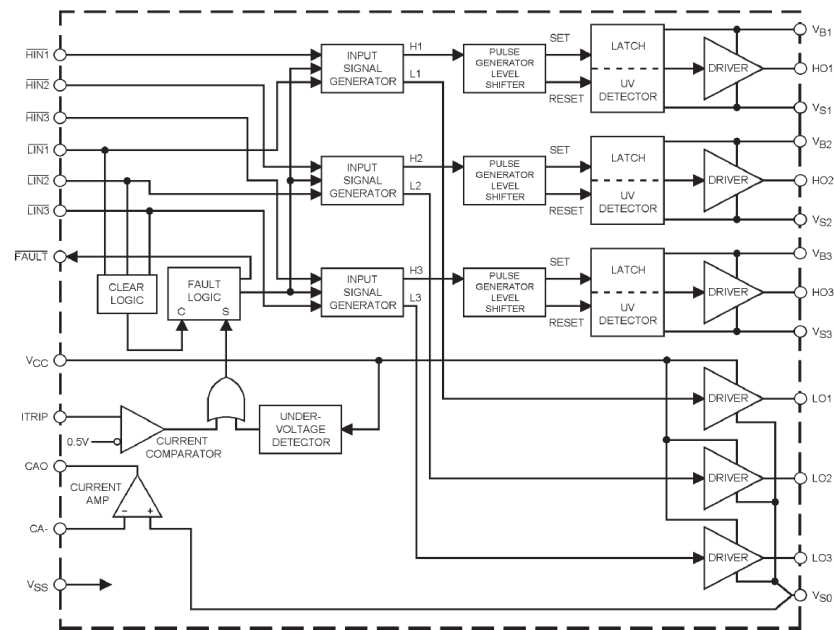 HIN1
HIN2
HIN3
LIN1
LIN2
LIN3
FAULT
VCC
ITRIP
0.5V
CAO
CA-
VSS
CLEAR
LOGIC
FAULT
LOGIC
C S
CURRENT
COMPARATOR
UNDER-
VOLTAGE
DETECTOR
CURRENT
AMP
- +
INPUT
SIGNAL
GENERATOR
H1
L1
PULSE
GENERATOR
LEVEL
SHIFTER
SET
RESET
LATCH
UV
DETECTOR
DRIVER
VB1
HO1
VS1
INPUT
SIGNAL
GENERATOR
H2
L2
PULSE
GENERATOR
LEVEL
SHIFTER
SET
RESET
LATCH
UV
DETECTOR
DRIVER
VB2
HO2
VS2
INPUT
SIGNAL
GENERATOR
H3
L3
PULSE
GENERATOR
LEVEL
SHIFTER
SET
RESET
LATCH
UV
DETECTOR
DRIVER
VB3
HO3
VS3
DRIVER
LO1
DRIVER
LO2
DRIVER
LO3
VS0